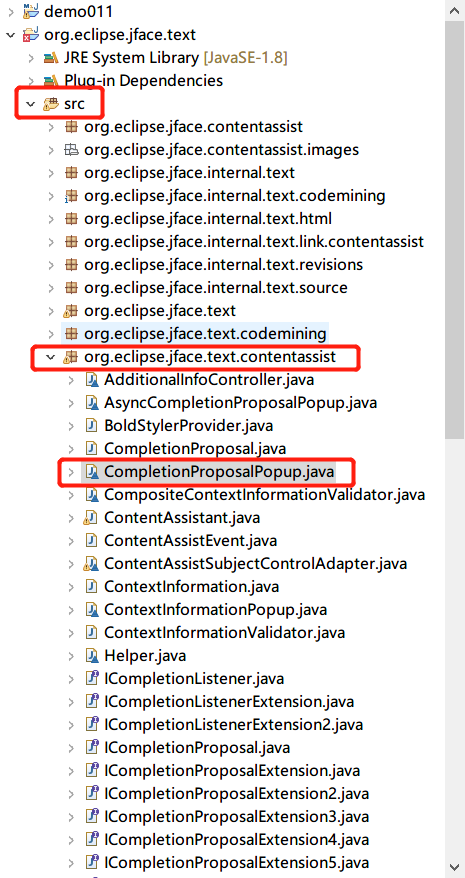 demo011
org.eclipse.jface.text
JRE System Library [JavaSE-1.8]
Plug-in Dependencies
src
org.eclipse.jface.contentassist
org.eclipse.jface.contentassist.images
org.eclipse.jface.internal.text
org.eclipse.jface.internal.text.codemining
org.eclipse.jface.internal.text.html
org.eclipse.jface.internal.text.link.contentassist
org.eclipse.jface.internal.text.revisions
org.eclipse.jface.internal.text.source
org.eclipse.jface.text
org.eclipse.jface.text.codemining
org.eclipse.jface.text.contentassist
AdditionalInfoController.java
AsyncCompletionProposalPopup.java
BoldStylerProvider.java
CompletionProposal.java
CompletionProposalPopup.java
CompositeContextInformationValidator.java
ContentAssistant.java
ContentAssistEvent.java
ContentAssistSubjectControlAdapter.java
ContextInformation.java
ContextInformationPopup.java
ContextInformationValidator.java
Helper.java
ICompletionListener.java
ICompletionListenerExtension.java
ICompletionListenerExtension2.java
ICompletionProposal.java
ICompletionProposalExtension.java
ICompletionProposalExtension2.java
ICompletionProposalExtension3.java
ICompletionProposalExtension4.java
ICompletionProposalExtension5.java